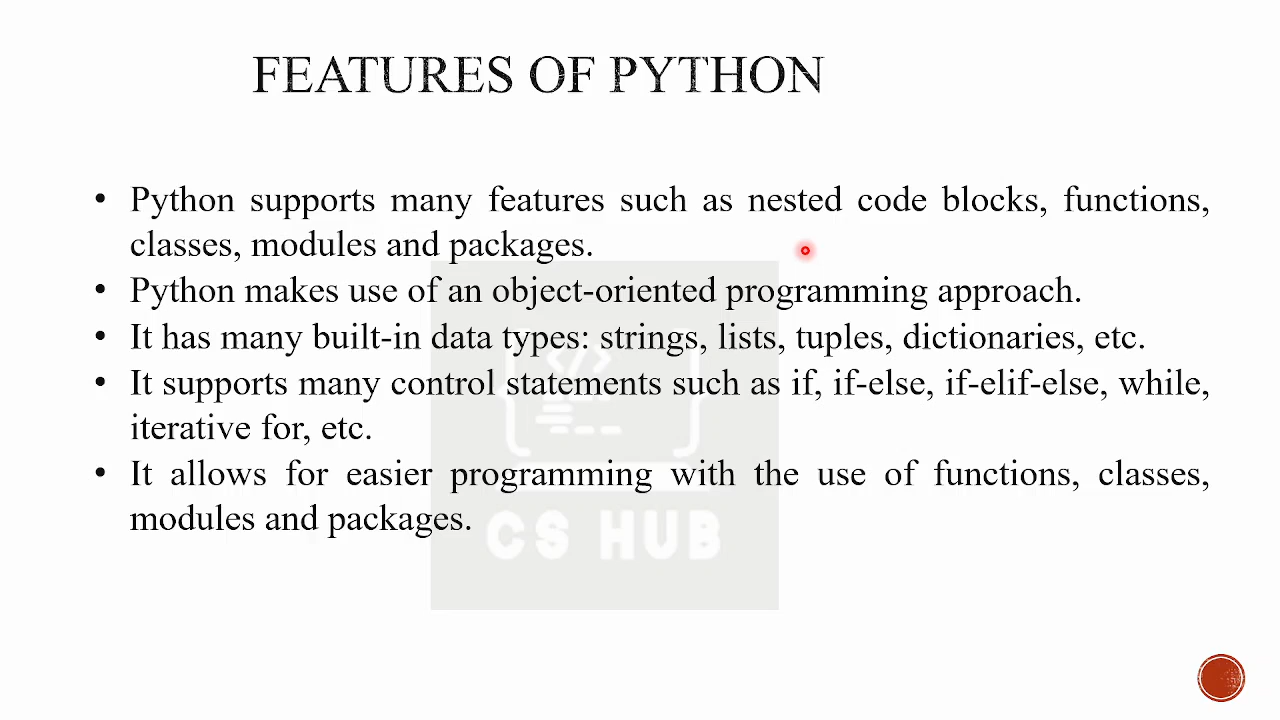 FEATURES OF PYTHON
• Python supports many features such as nested code blocks, functions,
classes, modules and packages.
• Python makes use of an object-oriented programming approach.
• It has many built-in data types: strings, lists, tuples, dictionaries, etc.
• It supports many control statements such as if, if-else, if-elif-else, while,
iterative for, etc.
• It allows for easier programming with the use of functions, classes,
modules and packages.
CS HUB